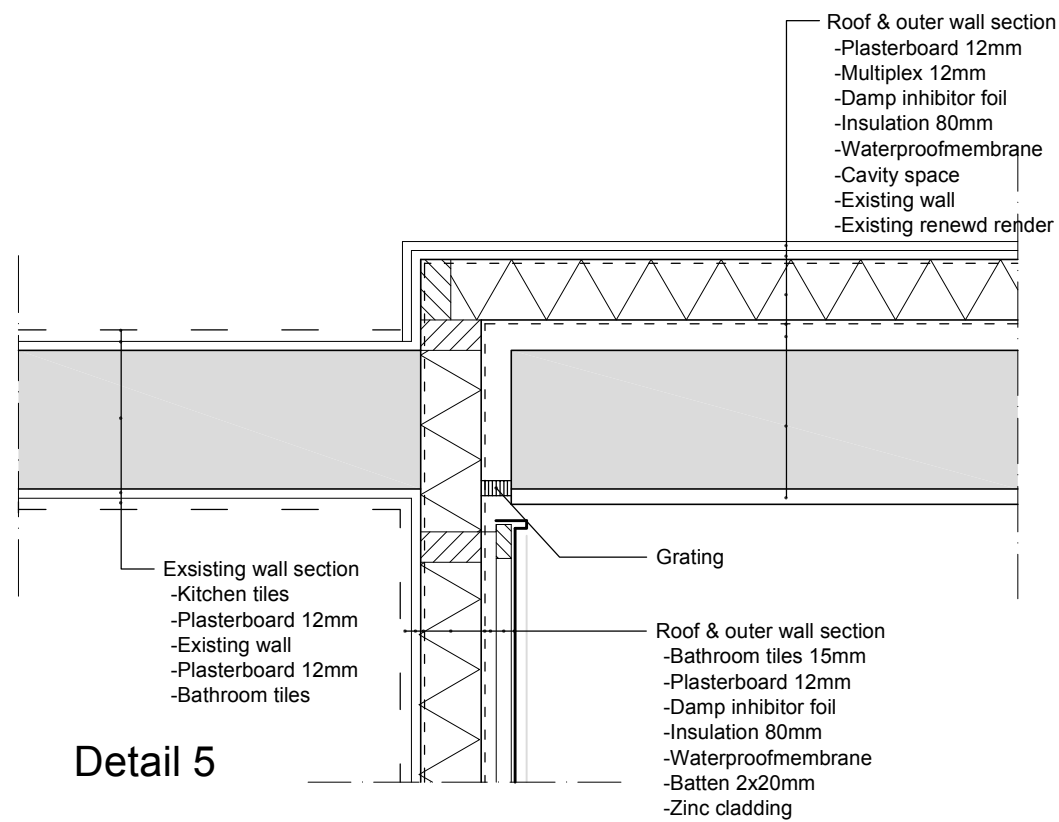 Roof & outer wall section
-Plasterboard 12mm
-Multiplex 12mm
-Damp inhibitor foil
-Insulation 80mm
-Waterproofmembrane
-Cavity space
-Existing wall
-Existing renewd render
Grating
Exsisting wall section
-Kitchen tiles
-Plasterboard 12mm
-Existing wall
-Plasterboard 12mm
-Bathroom tiles
Roof & outer wall section
-Bathroom tiles 15mm
-Plasterboard 12mm
-Damp inhibitor foil
-Insulation 80mm
-Waterproofmembrane
-Batten 2x20mm
-Zinc cladding
Detail 5